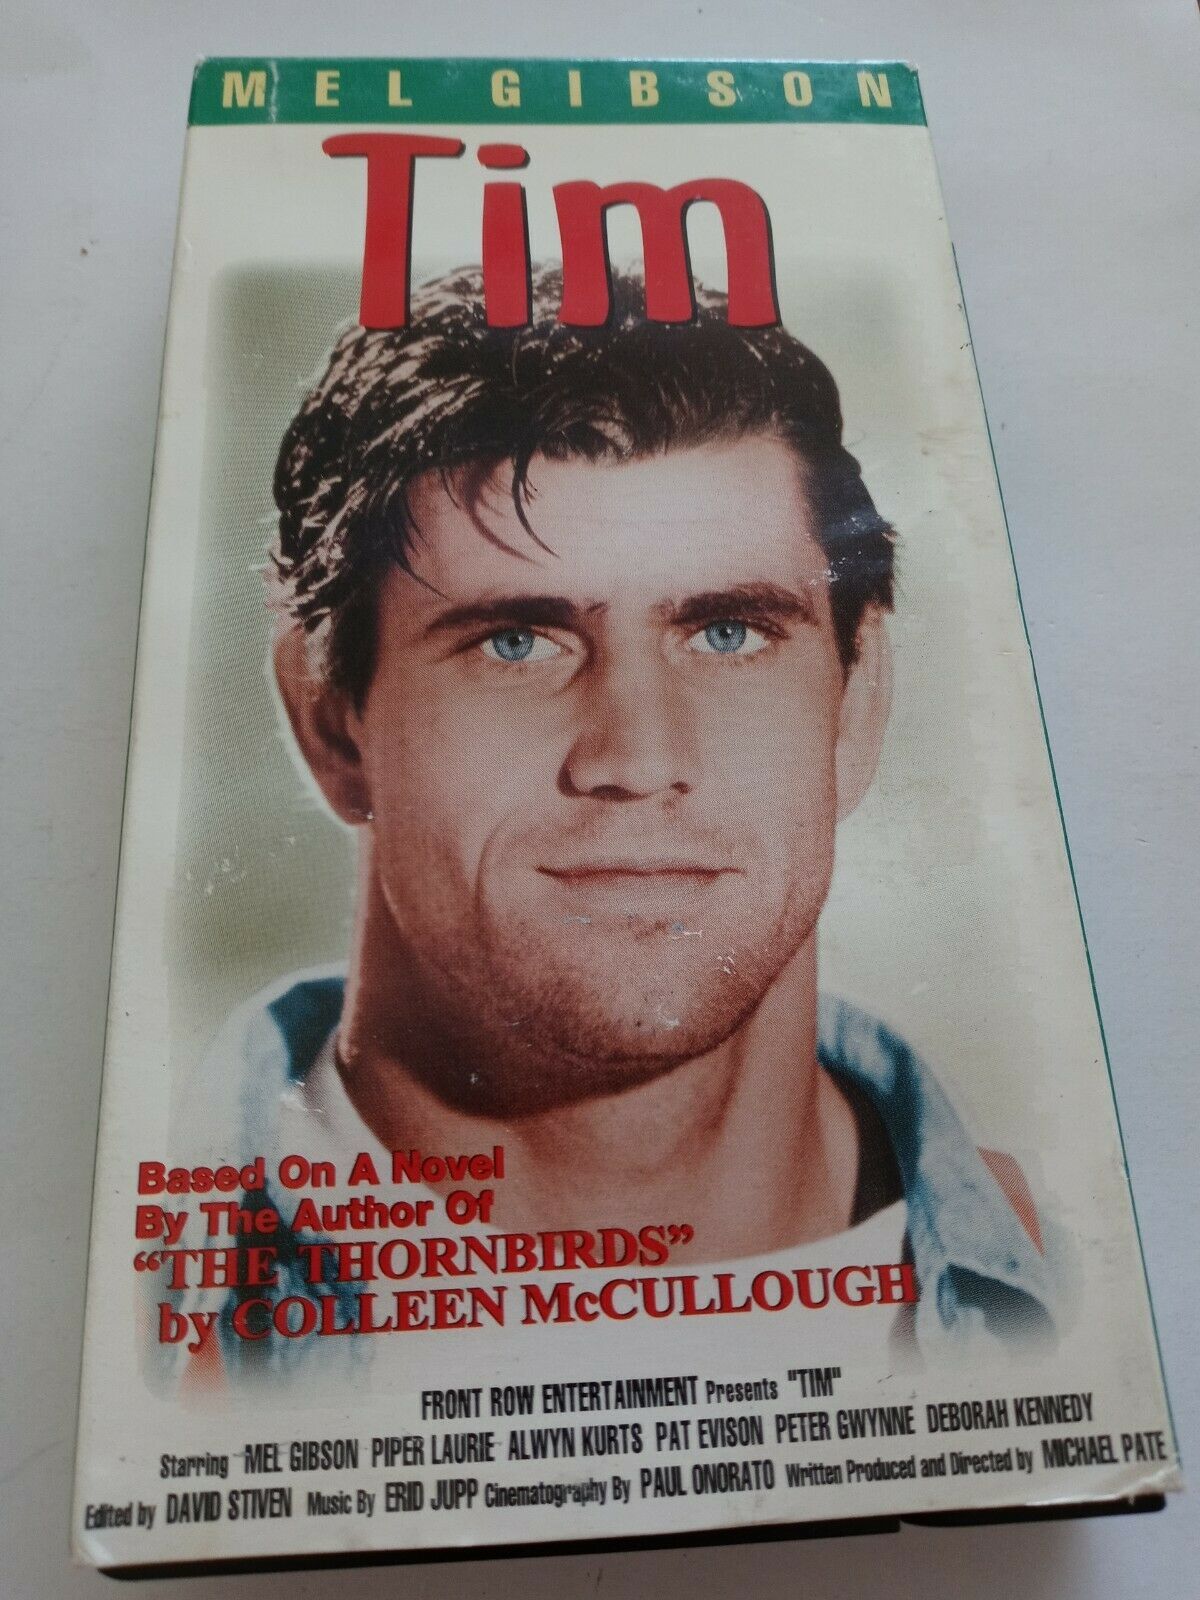 MEL GIBSON
Tim
Based On A Novel
By The Author Of
“THE THORNBIRDS”
by COLLEEN McCULLOUGH
FRONT ROW ENTERTAINMENT Presents "TIM"
Starring MEL GIBSON PIPER LAURIE ALWYN KURTS PAT EVISON PETER GWYNNE DEBORAH KENNEDY
Edited by DAVID STIVEN Music By ERID JUPP Cinematography By PAUL ONORATO Written Produced and Directed by MICHAEL PATE